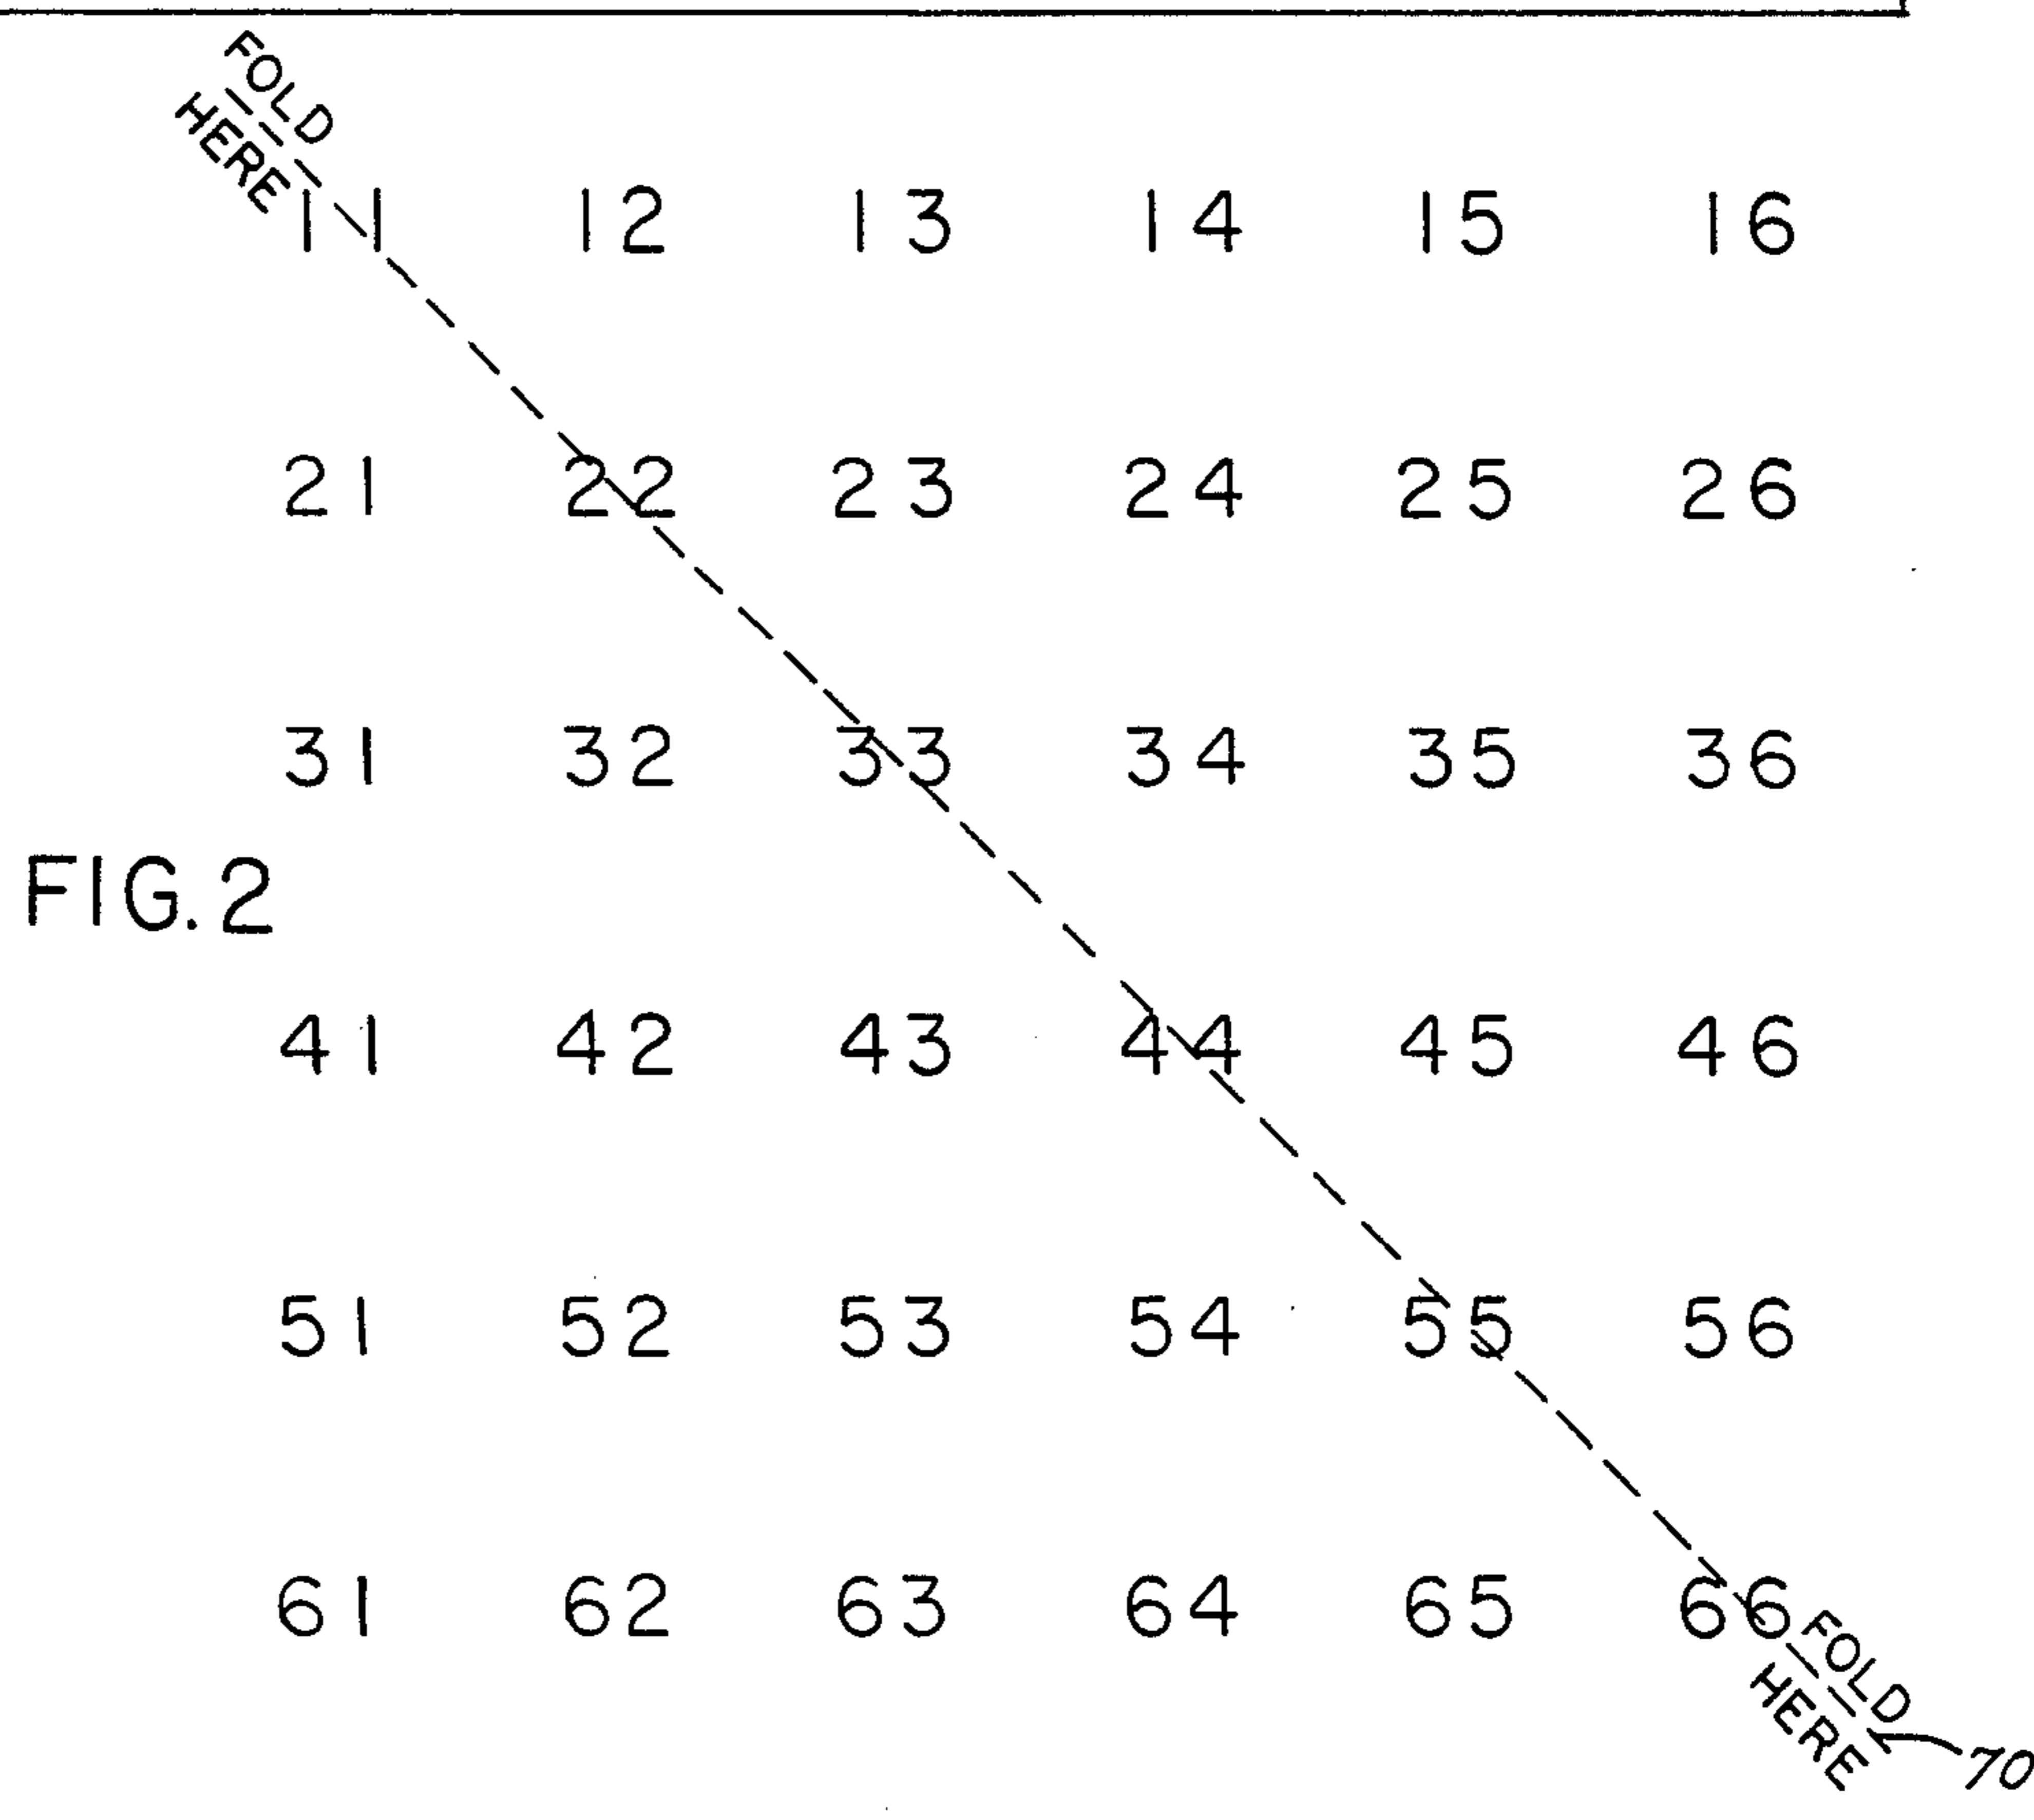 FOLD
HERE
11 12 13 14 15 16
21 22 23 24 25 26
31 32 33 34 35 36
FIG. 2
41 42 43 44 45 46
51 52 53 54 55 56
61 62 63 64 65 66
FOLD
HERE
70